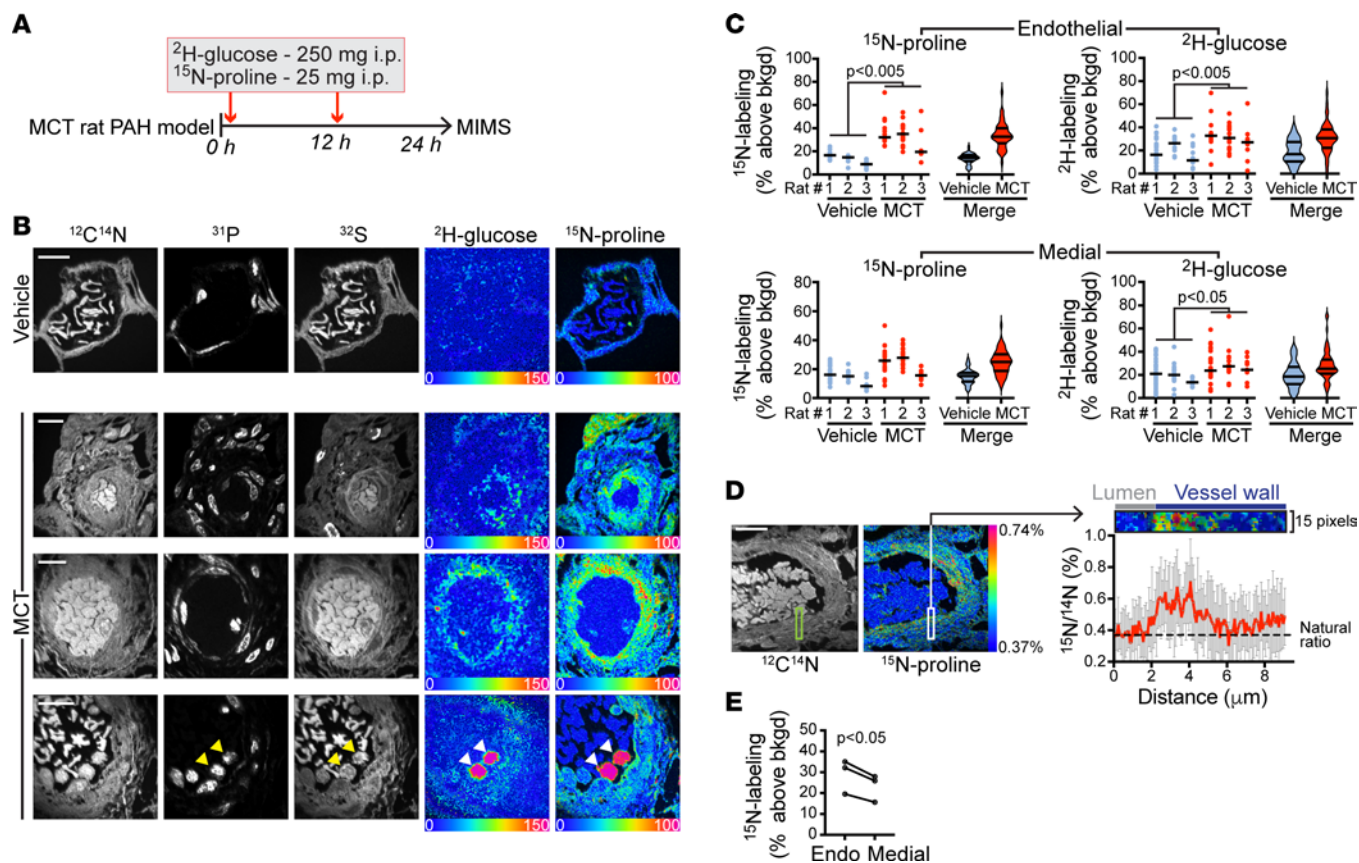 A
²H-glucose - 250 mg i.p.
¹⁵N-proline - 25 mg i.p.
MCT rat PAH model
MIMS
0 h
12 h
24 h
B
¹²C¹⁴N
³¹P
³²S
²H-glucose
¹⁵N-proline
Vehicle
0 150
0 100
MCT
0 150
0 100
0 150
0 100
0 150
0 100
C
Endothelial
¹⁵N-proline
¹⁵N-labeling
(% above bkgd)
100
80
60
40
20
0
p<0.005
Rat # 1 2 3 1 2 3
Vehicle MCT
Vehicle MCT
Merge
²H-glucose
²H-labeling
(% above bkgd)
100
80
60
40
20
0
p<0.005
Rat # 1 2 3 1 2 3
Vehicle MCT
Vehicle MCT
Merge
Medial
¹⁵N-proline
¹⁵N-labeling
(% above bkgd)
100
80
60
40
20
0
Rat # 1 2 3 1 2 3
Vehicle MCT
Vehicle MCT
Merge
²H-glucose
²H-labeling
(% above bkgd)
100
80
60
40
20
0
p<0.05
Rat # 1 2 3 1 2 3
Vehicle MCT
Vehicle MCT
Merge
D
¹²C¹⁴N
¹⁵N-proline
0.74%
0.37%
Lumen
Vessel wall
15 pixels
¹⁵N/¹⁴N (%)
1.0
0.8
0.6
0.4
0.2
Natural
ratio
0 2 4 6 8
Distance (μm)
E
¹⁵N-labeling
(% above bkgd)
50
40
30
20
10
0
p<0.05
Endo Medial